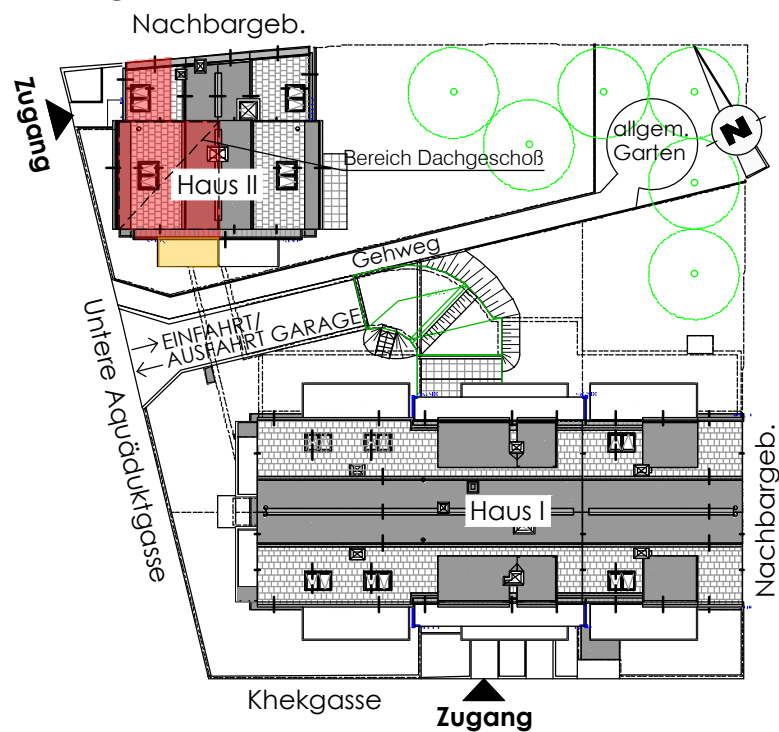 Nachbargeb.
Zugang
N
allgem.
Garten
Bereich Dachgeschoß
Haus II
Gehweg
EINFAHRT/
AUSFAHRT GARAGE
Untere Aquäduktgasse
Haus I
Nachbargeb.
Khekgasse
Zugang